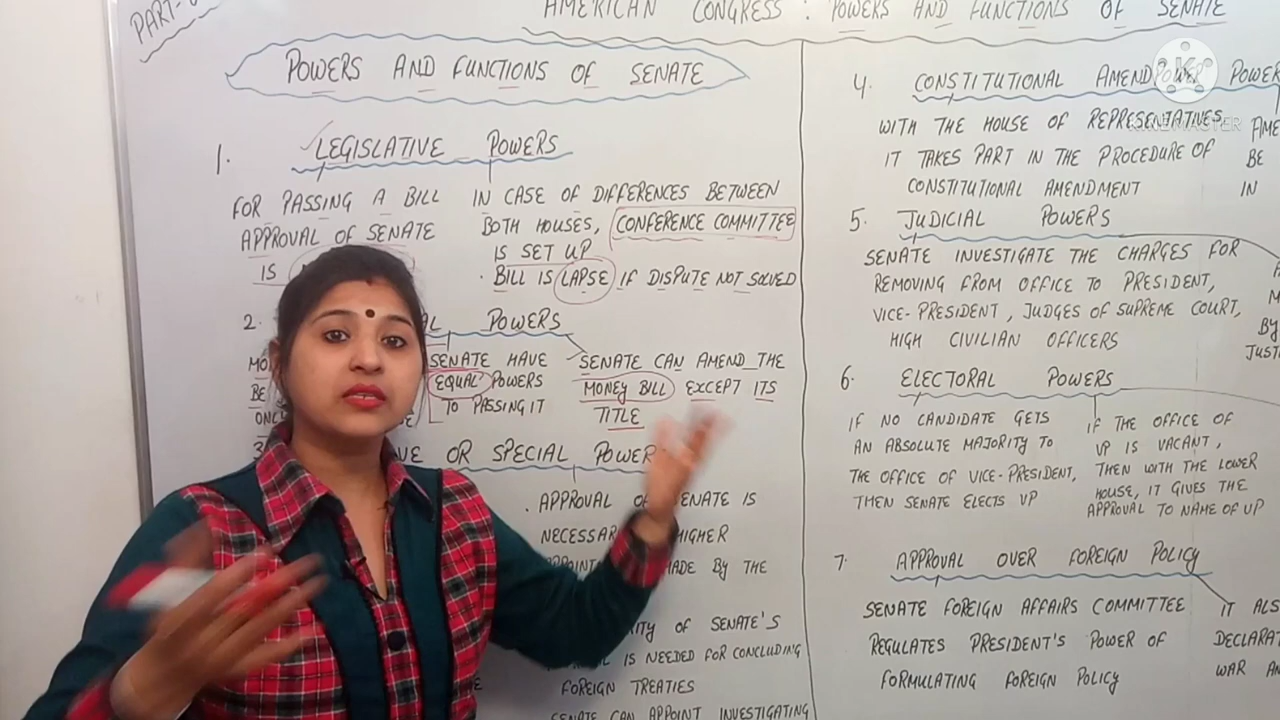 PART-
AMERICAN CONGRESS: POWERS AND FUNCTIONS OF SENATE
POWERS AND FUNCTIONS OF SENATE
1. LEGISLATIVE POWERS
FOR PASSING A BILL
APPROVAL OF SENATE
IS
IN CASE OF DIFFERENCES BETWEEN
BOTH HOUSES, CONFERENCE COMMITTEE
IS SET UP
· BILL IS LAPSE IF DISPUTE NOT SOLVED
2. POWERS
SENATE HAVE
EQUAL POWERS
TO PASSING IT
SENATE CAN AMEND THE
MONEY BILL EXCEPT ITS
TITLE
OR SPECIAL POWER
. APPROVAL OF SENATE IS
HIGHER
MADE BY THE
OF SENATE'S
IS NEEDED FOR CONCLUDING
FOREIGN TREATIES
SENATE CAN APPOINT INVESTIGATING
4. CONSTITUTIONAL AMEND POWER
WITH THE HOUSE OF REPRESENTATIVES
IT TAKES PART IN THE PROCEDURE OF
CONSTITUTIONAL AMENDMENT
BE
IN
5. JUDICIAL POWERS
SENATE INVESTIGATE THE CHARGES FOR
REMOVING FROM OFFICE TO PRESIDENT,
VICE-PRESIDENT, JUDGES OF SUPREME COURT,
HIGH CIVILIAN OFFICERS
BY
6. ELECTORAL POWERS
IF NO CANDIDATE GETS
AN ABSOLUTE MAJORITY TO
THE OFFICE OF VICE-PRESIDENT,
THEN SENATE ELECTS VP
IF THE OFFICE OF
VP IS VACANT,
THEN WITH THE LOWER
HOUSE, IT GIVES THE
APPROVAL TO NAME OF VP
7. APPROVAL OVER FOREIGN POLICY
SENATE FOREIGN AFFAIRS COMMITTEE
REGULATES PRESIDENT'S POWER OF
FORMULATING FOREIGN POLICY
IT
WAR
KINEMASTER